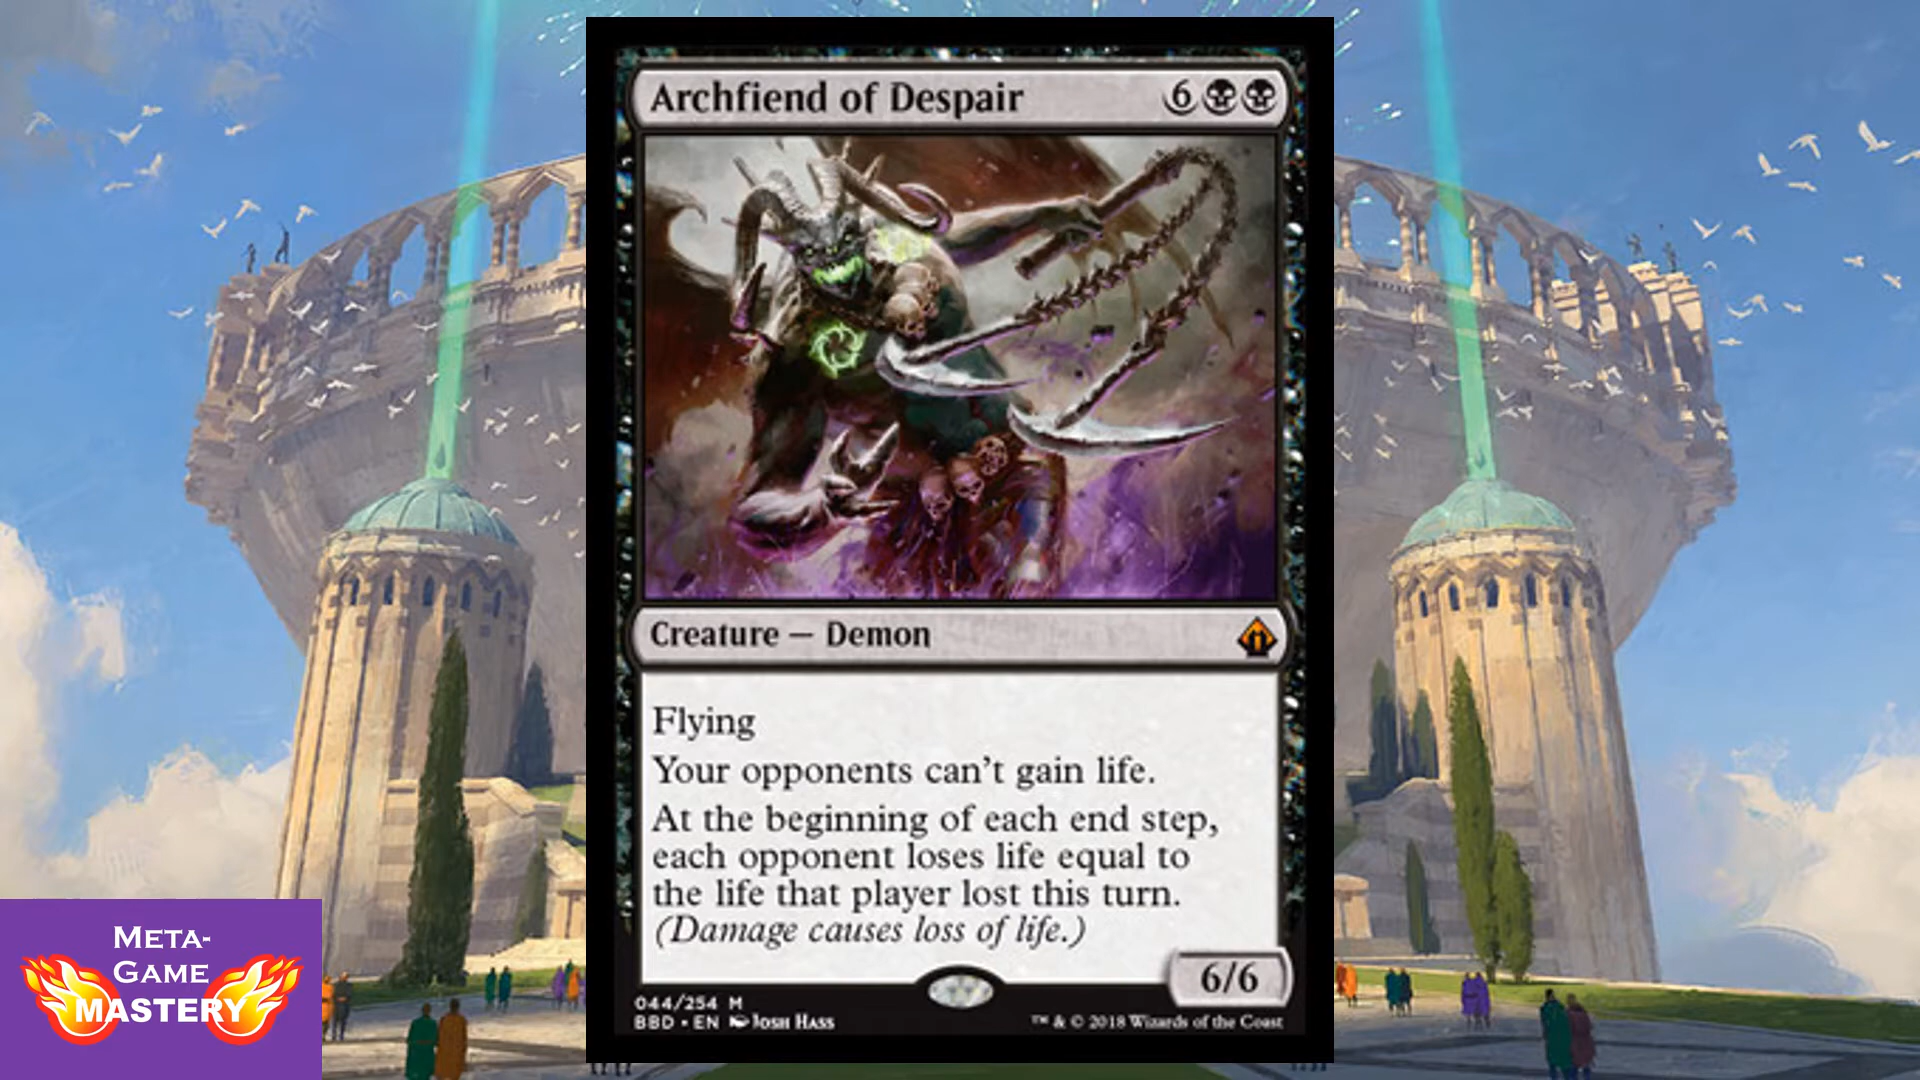 Archfiend of Despair 6
Creature — Demon
Flying
Your opponents can't gain life.
At the beginning of each end step,
each opponent loses life equal to
the life that player lost this turn.
(Damage causes loss of life.)
6/6
044/254 M
BBD • EN Josh Hass
™ & © 2018 Wizards of the Coast
META-
GAME
MASTERY